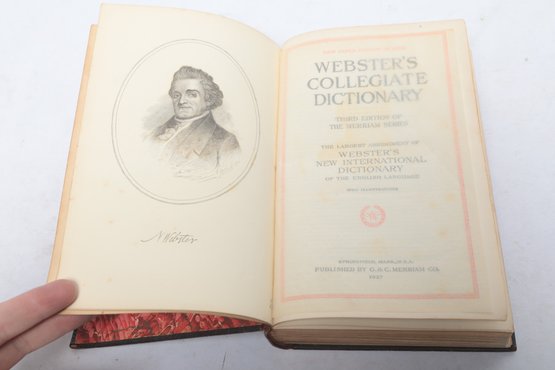 N Webster
WEBSTER'S
COLLEGIATE
DICTIONARY
THIRD EDITION OF
THE MERRIAM SERIES
THE LARGEST ABRIDGMENT OF
WEBSTER'S
NEW INTERNATIONAL
DICTIONARY
OF THE ENGLISH LANGUAGE
SPRINGFIELD, MASS., U.S.A.
PUBLISHED BY G. & C. MERRIAM CO.
1927